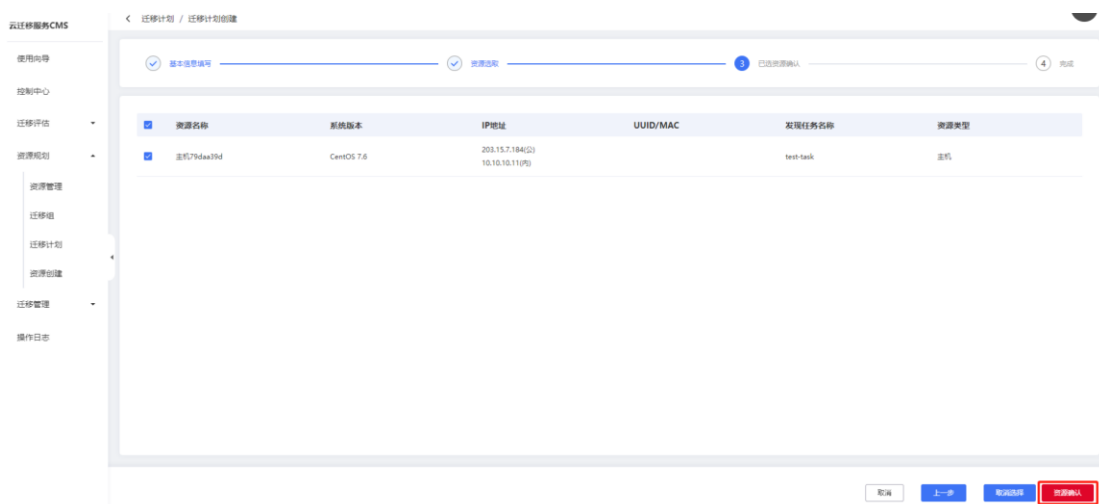 云迁移服务CMS
迁移计划 / 迁移计划创建
使用向导
控制中心
迁移评估
资源规划
资源管理
迁移组
迁移计划
资源创建
迁移管理
操作日志
基本信息填写
资源选取
3 已选资源确认
4 完成
资源名称 系统版本 IP地址 UUID/MAC 发现任务名称 资源类型
主机79daa39d CentOS 7.6 203.15.7.184(公) test-task 主机
10.10.10.11(内)
取消 上一步 取消选择 资源确认